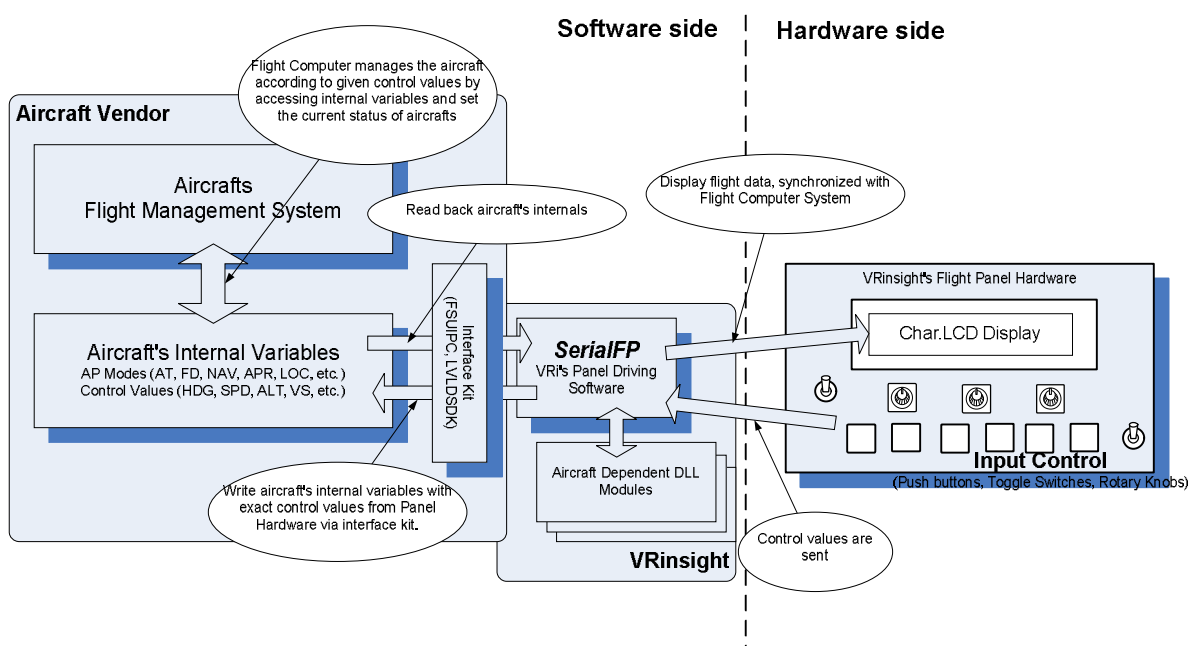 Software side
Hardware side
Flight Computer manages the aircraft
according to given control values by
accessing internal variables and set
the current status of aircrafts
Aircraft Vendor
Aircrafts
Flight Management System
Read back aircraft's internals
Display flight data, synchronized with
Flight Computer System
VRinsight's Flight Panel Hardware
Char.LCD Display
Aircraft's Internal Variables
AP Modes (AT, FD, NAV, APR, LOC, etc.)
Control Values (HDG, SPD, ALT, VS, etc.)
Interface Kit
(FSUIPC, LVLDSDK)
SerialFP
VRi's Panel Driving
Software
Aircraft Dependent DLL
Modules
Input Control
(Push buttons, Toggle Switches, Rotary Knobs)
Write aircraft's internal variables with
exact control values from Panel
Hardware via interface kit.
VRinsight
Control values are
sent